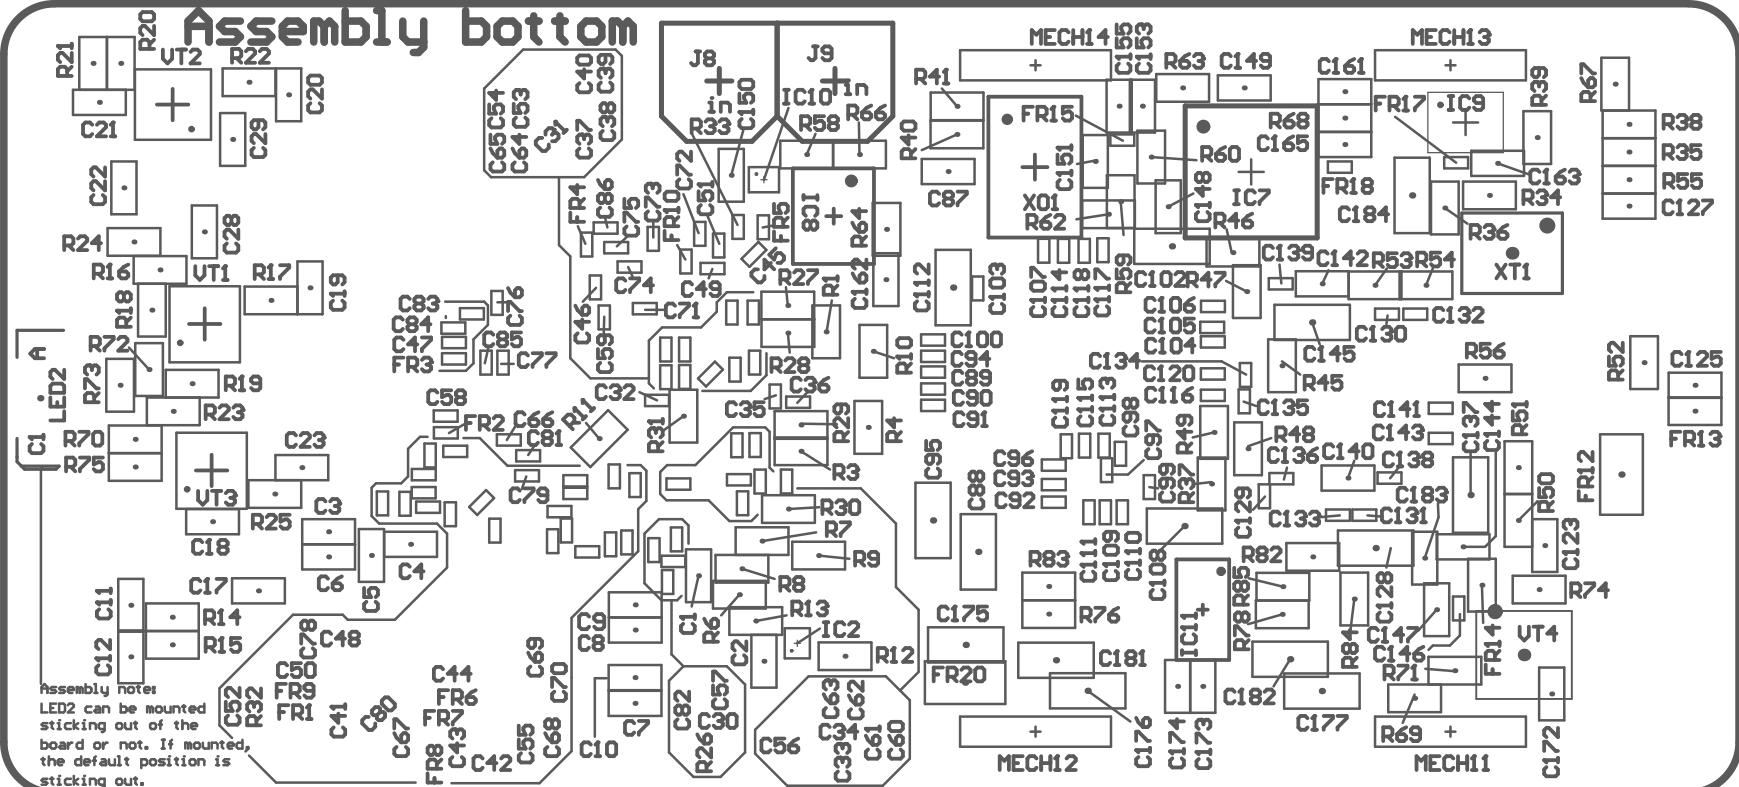 Assembly bottom
R21
R20
VT2
R22
C20
C21
C29
C22
C28
R24
R16
VT1
R17
C19
R18
R72
A
LED2
C1
R73
R19
R23
R70
R75
C23
VT3
R25
C18
C3
C6
C5
C4
C17
C11
C12
R14
R15
C65
C54
C64
C53
C31
C40
C39
C37
C38
J8
in
J9
in
R33
C150
IC10
R58
R66
FR4
C86
C75
C73
FR10
C72
C51
FR5
C45
C74
C49
C71
C46
C59
IC8
R64
C162
R27
R1
R28
R10
C83
C84
C47
FR3
C76
C85
C77
C58
FR2
C66
C81
C79
R11
C32
R31
C35
C36
R29
R3
R4
R30
R7
R9
R8
R6
R13
C1
C2
IC2
R12
C9
C8
C7
C10
C78
C48
C50
FR9
FR1
C52
R32
C41
C80
C67
C44
FR6
FR7
FR8
C43
C42
C55
C68
C69
C70
C82
C57
C30
R26
C56
C63
C62
C34
C33
C61
C60
MECH14
R41
R40
C87
C155
C153
R63
C149
FR15
C151
XO1
R62
R60
C148
R68
C165
IC7
R46
C161
FR17
IC9
MECH13
R39
R67
R38
R35
R55
C127
FR18
C184
C163
R34
R36
XT1
C112
C103
C107
C114
C118
C117
R59
C102
R47
C139
C142
R53
R54
C106
C105
C104
C130
C132
C145
R45
R56
R52
C125
FR13
C100
C94
C89
C90
C91
C134
C120
C116
C135
C119
C115
C113
C98
C97
R49
R48
C136
C140
C138
C141
C143
C137
C144
R51
FR12
C95
C88
C96
C93
C92
C99
R37
C129
C133
C131
C183
R50
C123
C111
C109
C110
C108
R83
R76
R82
R85
R78
C128
R84
R74
C147
C146
R71
FR14
VT4
IC11
C175
FR20
C181
C176
C174
C173
C182
C177
R69
C172
MECH12
MECH11
Assembly note:
LED2 can be mounted
sticking out of the
board or not. If mounted,
the default position is
sticking out.